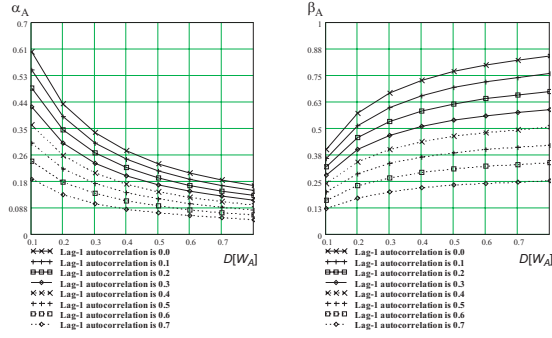 α_A
0.7
0.61
0.53
0.44
0.35
0.26
0.18
0.088
0
0.1 0.2 0.3 0.4 0.5 0.6 0.7
D[W_A]
Lag-1 autocorrelation is 0.0
Lag-1 autocorrelation is 0.1
Lag-1 autocorrelation is 0.2
Lag-1 autocorrelation is 0.3
Lag-1 autocorrelation is 0.4
Lag-1 autocorrelation is 0.5
Lag-1 autocorrelation is 0.6
Lag-1 autocorrelation is 0.7
β_A
1
0.88
0.75
0.63
0.5
0.38
0.25
0.13
0
0.1 0.2 0.3 0.4 0.5 0.6 0.7
D[W_A]
Lag-1 autocorrelation is 0.0
Lag-1 autocorrelation is 0.1
Lag-1 autocorrelation is 0.2
Lag-1 autocorrelation is 0.3
Lag-1 autocorrelation is 0.4
Lag-1 autocorrelation is 0.5
Lag-1 autocorrelation is 0.6
Lag-1 autocorrelation is 0.7